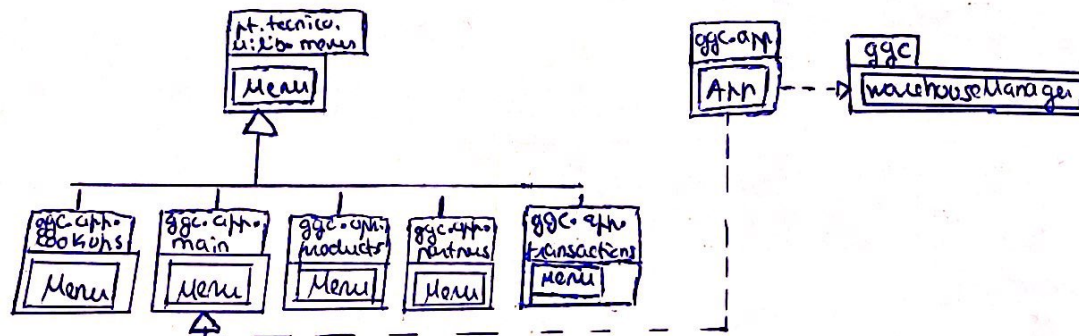 pt.tecnico.
uilib.menus
Menu
ggc.app
App
ggc
WarehouseManager
ggc.app.
lookups
Menu
ggc.app.
main
Menu
ggc.app.
products
Menu
ggc.app.
partners
Menu
ggc.app.
transactions
Menu